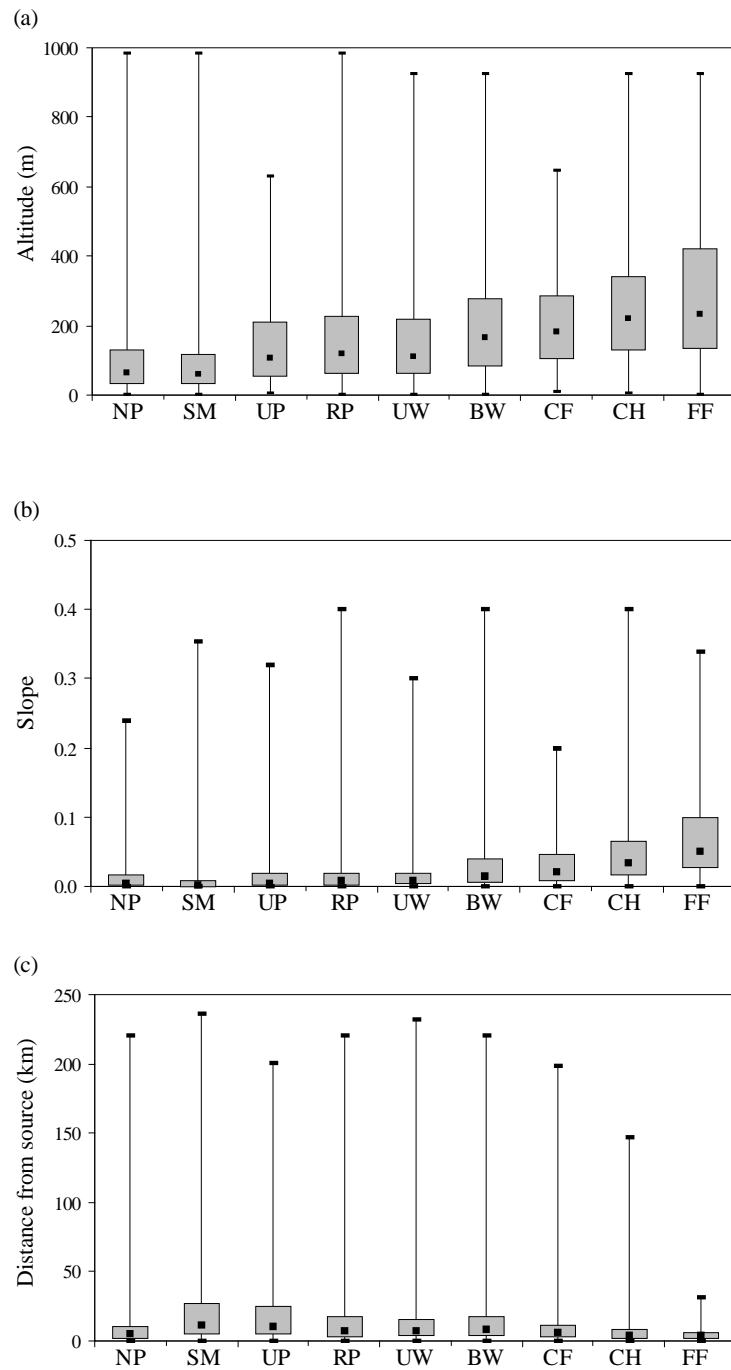 (a)
1000
800
600
400
200
0
Altitude (m)
NP SM UP RP UW BW CF CH FF
(b)
0.5
0.4
0.3
0.2
0.1
0.0
Slope
NP SM UP RP UW BW CF CH FF
(c)
250
200
150
100
50
0
Distance from source (km)
NP SM UP RP UW BW CF CH FF